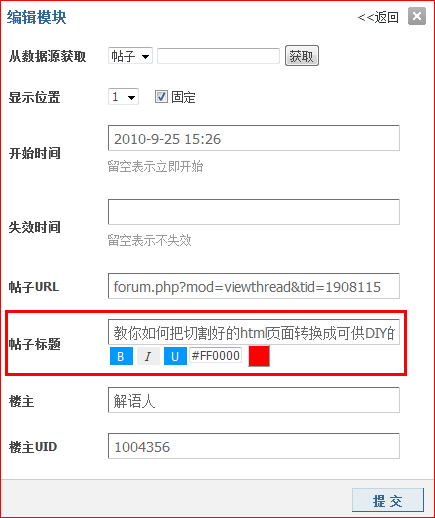 编辑模块 <<返回
从数据源获取 帖子 获取
显示位置 1 固定
开始时间 2010-9-25 15:26
留空表示立即开始
失效时间
留空表示不失效
帖子URL forum.php?mod=viewthread&tid=1908115
帖子标题 教你如何把切割好的html页面转换成可供DIY的
B I U #FF0000
楼主 解语人
楼主UID 1004356
提交